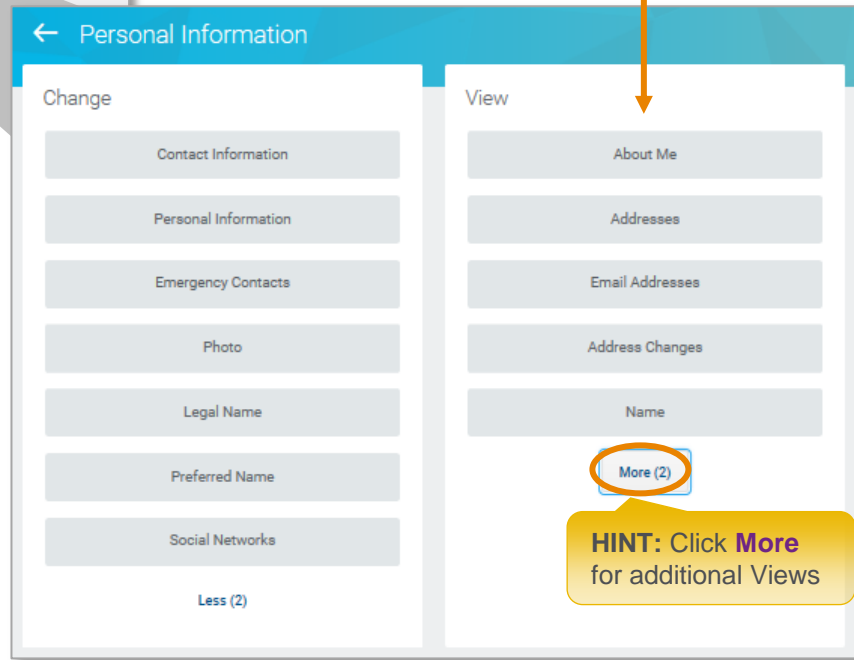 Personal Information
Change
Contact Information
Personal Information
Emergency Contacts
Photo
Legal Name
Preferred Name
Social Networks
Less (2)
View
About Me
Addresses
Email Addresses
Address Changes
Name
More (2)
HINT: Click More
for additional Views